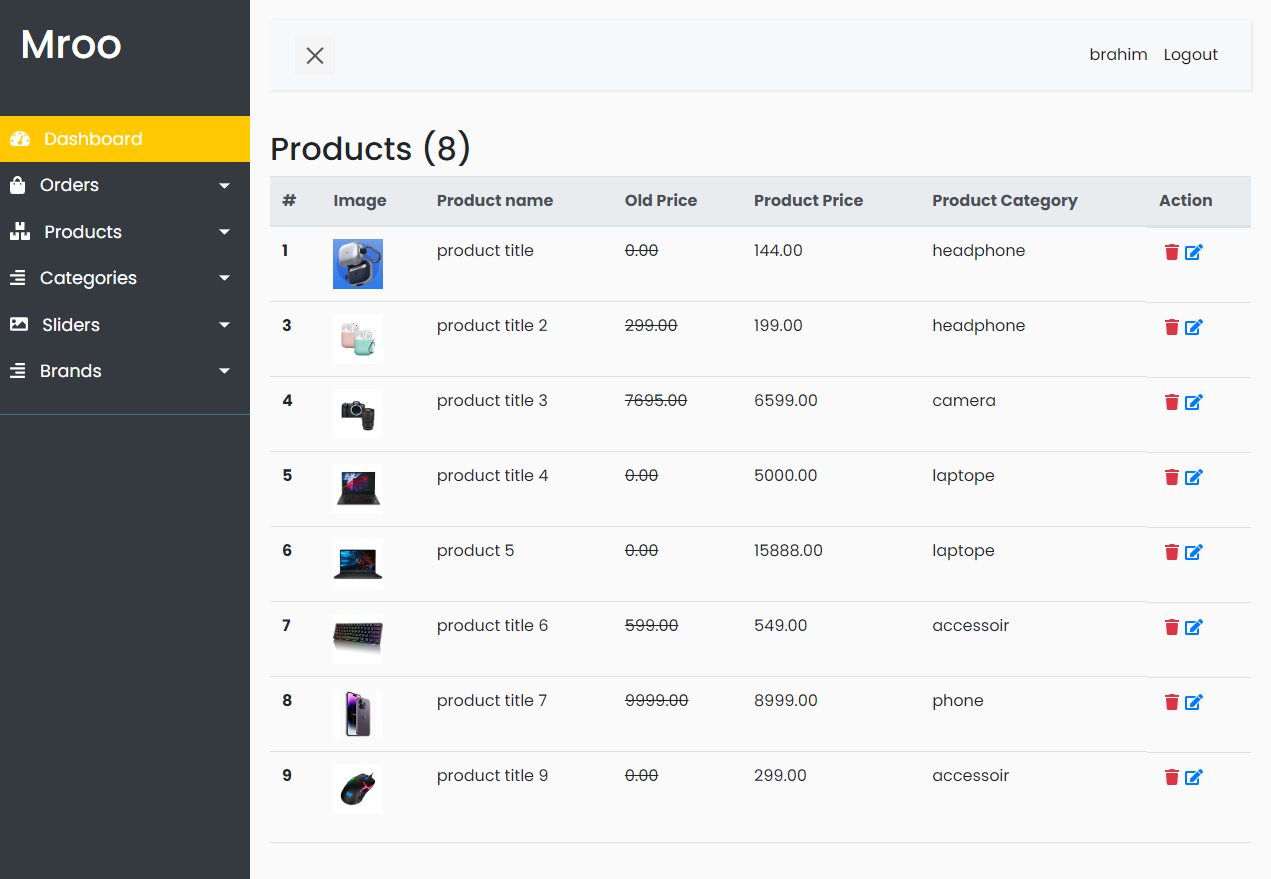 Mroo
brahim Logout
Dashboard
Orders
Products
Categories
Sliders
Brands
Products (8)
# Image Product name Old Price Product Price Product Category Action
1 product title 0.00 144.00 headphone
3 product title 2 299.00 199.00 headphone
4 product title 3 7695.00 6599.00 camera
5 product title 4 0.00 5000.00 laptope
6 product 5 0.00 15888.00 laptope
7 product title 6 599.00 549.00 accessoir
8 product title 7 9999.00 8999.00 phone
9 product title 9 0.00 299.00 accessoir